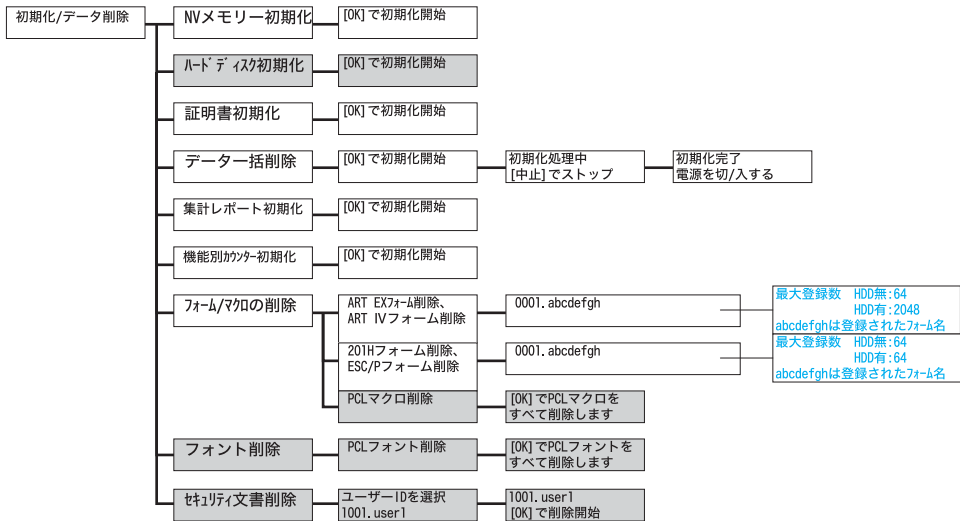 初期化/データ削除
NVメモリー初期化
[OK]で初期化開始
ハードディスク初期化
[OK]で初期化開始
証明書初期化
[OK]で初期化開始
データ一括削除
[OK]で初期化開始
初期化処理中
[中止]でストップ
初期化完了
電源を切/入する
集計レポート初期化
[OK]で初期化開始
機能別カウンター初期化
[OK]で初期化開始
フォーム/マクロの削除
ART EXフォーム削除、
ART IVフォーム削除
0001.abcdefgh
最大登録数 HDD無:64
HDD有:2048
abcdefghは登録されたフォーム名
201Hフォーム削除、
ESC/Pフォーム削除
0001.abcdefgh
最大登録数 HDD無:64
HDD有:64
abcdefghは登録されたフォーム名
PCLマクロ削除
[OK]でPCLマクロを
すべて削除します
フォント削除
PCLフォント削除
[OK]でPCLフォントを
すべて削除します
セキュリティ文書削除
ユーザーIDを選択
1001.user1
1001.user1
[OK]で削除開始